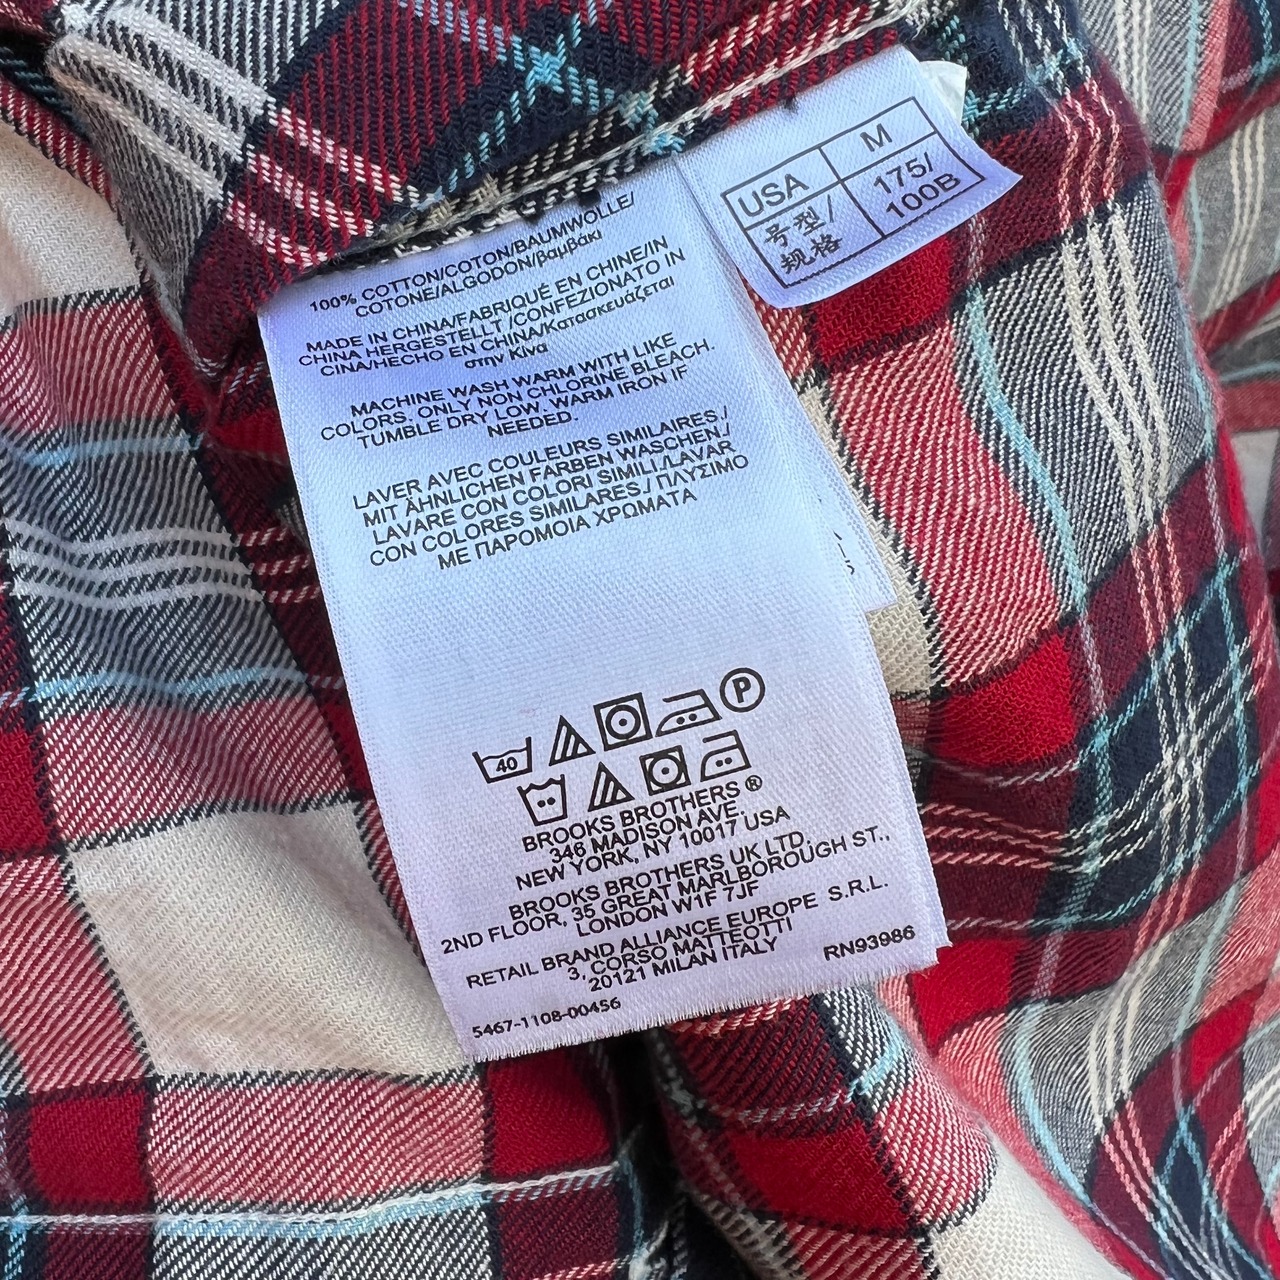 USA M
号型/
规格 175/
100B
100% COTTON/COTON/BAUMWOLLE/
COTONE/ALGODON/βαμβάκι
MADE IN CHINA/FABRIQUÉ EN CHINE/IN
CHINA HERGESTELLT /CONFEZIONATO IN
CINA/HECHO EN CHINA/Κατασκευάζεται
στην Κίνα
MACHINE WASH WARM WITH LIKE
COLORS. ONLY NON CHLORINE BLEACH.
TUMBLE DRY LOW. WARM IRON IF
NEEDED.
LAVER AVEC COULEURS SIMILAIRES./
MIT ÄHNLICHEN FARBEN WASCHEN./
LAVARE CON COLORI SIMILI./LAVAR
CON COLORES SIMILARES./ ΠΛΥΣΙΜΟ
ΜΕ ΠΑΡΟΜΟΙΑ ΧΡΩΜΑΤΑ
40 P
BROOKS BROTHERS ®
346 MADISON AVE.
NEW YORK, NY 10017 USA
BROOKS BROTHERS UK LTD,
2ND FLOOR, 35 GREAT MARLBOROUGH ST.,
LONDON W1F 7JF
RETAIL BRAND ALLIANCE EUROPE S.R.L.
3, CORSO MATTEOTTI
20121 MILAN ITALY
RN93986
5467-1108-00456